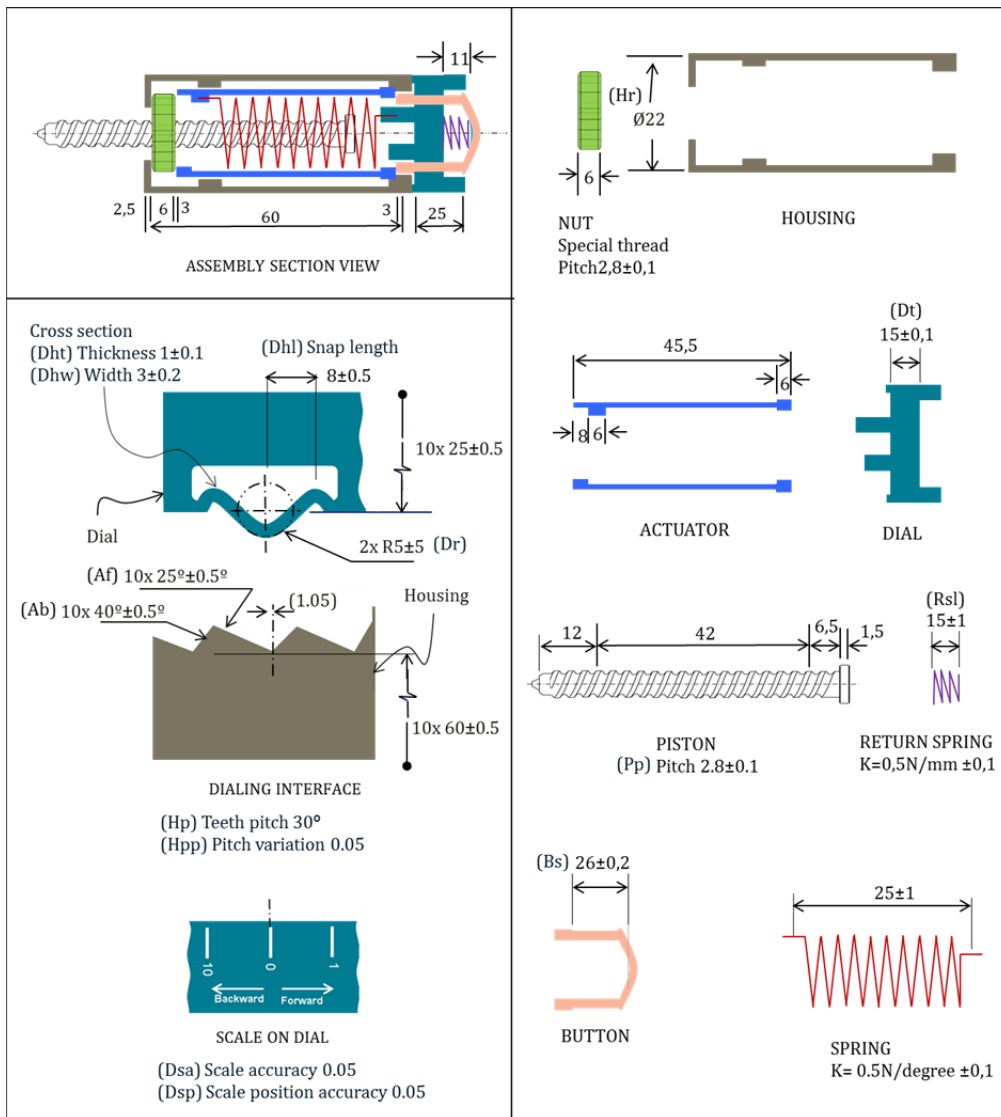 11
2,5
6
3
60
3
25
ASSEMBLY SECTION VIEW
(Hr)
Ø22
6
NUT
Special thread
Pitch2,8±0,1
HOUSING
Cross section
(Dht) Thickness 1±0.1
(Dhw) Width 3±0.2
(Dhl) Snap length
8±0.5
10x 25±0.5
Dial
2x R5±5 (Dr)
(Af) 10x 25º±0.5º
(Ab) 10x 40º±0.5º
(1.05)
Housing
10x 60±0.5
DIALING INTERFACE
(Hp) Teeth pitch 30º
(Hpp) Pitch variation 0.05
10
0
1
Backward
Forward
SCALE ON DIAL
(Dsa) Scale accuracy 0.05
(Dsp) Scale position accuracy 0.05
45,5
6
8
6
ACTUATOR
(Dt)
15±0,1
DIAL
12
42
6,5
1,5
PISTON
(Pp) Pitch 2.8±0.1
(Rsl)
15±1
RETURN SPRING
K=0,5N/mm ±0,1
(Bs) 26±0,2
BUTTON
25±1
SPRING
K= 0.5N/degree ±0,1